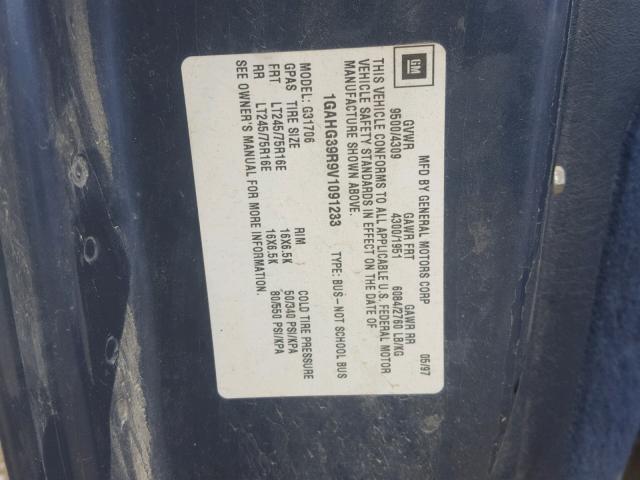 GM
MFD BY GENERAL MOTORS CORP 05/97
GVWR GAWR FRT GAWR RR
9500/4309 4300/1951 6084/2760 LB/KG
THIS VEHICLE CONFORMS TO ALL APPLICABLE U.S. FEDERAL MOTOR
VEHICLE SAFETY STANDARDS IN EFFECT ON THE DATE OF
MANUFACTURE SHOWN ABOVE.
1GAHG39R9V1091233 TYPE: BUS-NOT SCHOOL BUS
MODEL: G31706
GPAS TIRE SIZE RIM COLD TIRE PRESSURE
FRT LT245/75R16E 16X6.5K 50/340 PSI/KPA
RR LT245/75R16E 16X6.5K 80/550 PSI/KPA
SEE OWNER'S MANUAL FOR MORE INFORMATION.